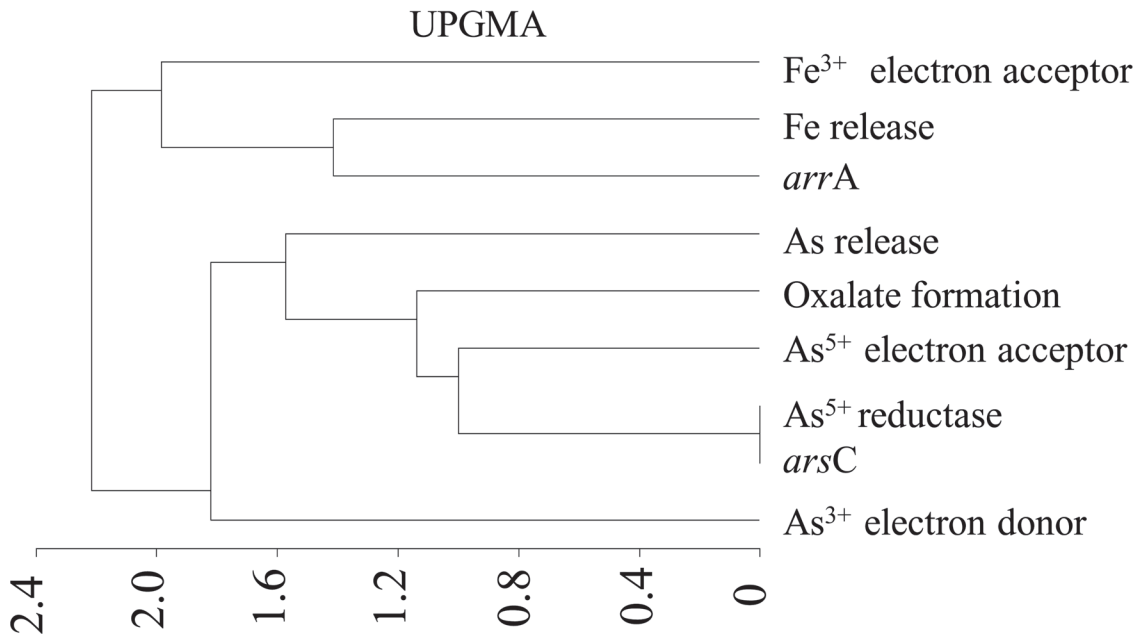 UPGMA
Fe³⁺ electron acceptor
Fe release
arrA
As release
Oxalate formation
As⁵⁺ electron acceptor
As⁵⁺ reductase
arsC
As³⁺ electron donor
2.4 2.0 1.6 1.2 0.8 0.4 0